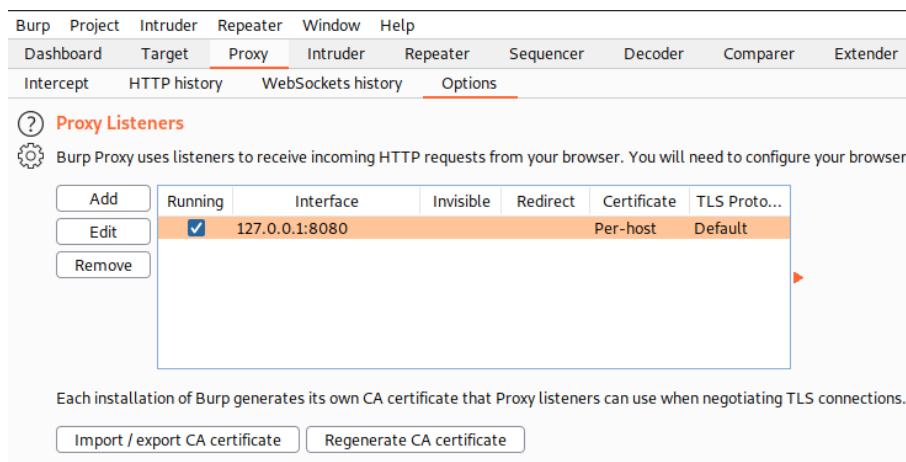 Burp Project Intruder Repeater Window Help
Dashboard Target Proxy Intruder Repeater Sequencer Decoder Comparer Extender
Intercept HTTP history WebSockets history Options
? Proxy Listeners
Burp Proxy uses listeners to receive incoming HTTP requests from your browser. You will need to configure your browser
Add
Edit
Remove
Running Interface Invisible Redirect Certificate TLS Proto...
127.0.0.1:8080 Per-host Default
Each installation of Burp generates its own CA certificate that Proxy listeners can use when negotiating TLS connections.
Import / export CA certificate Regenerate CA certificate